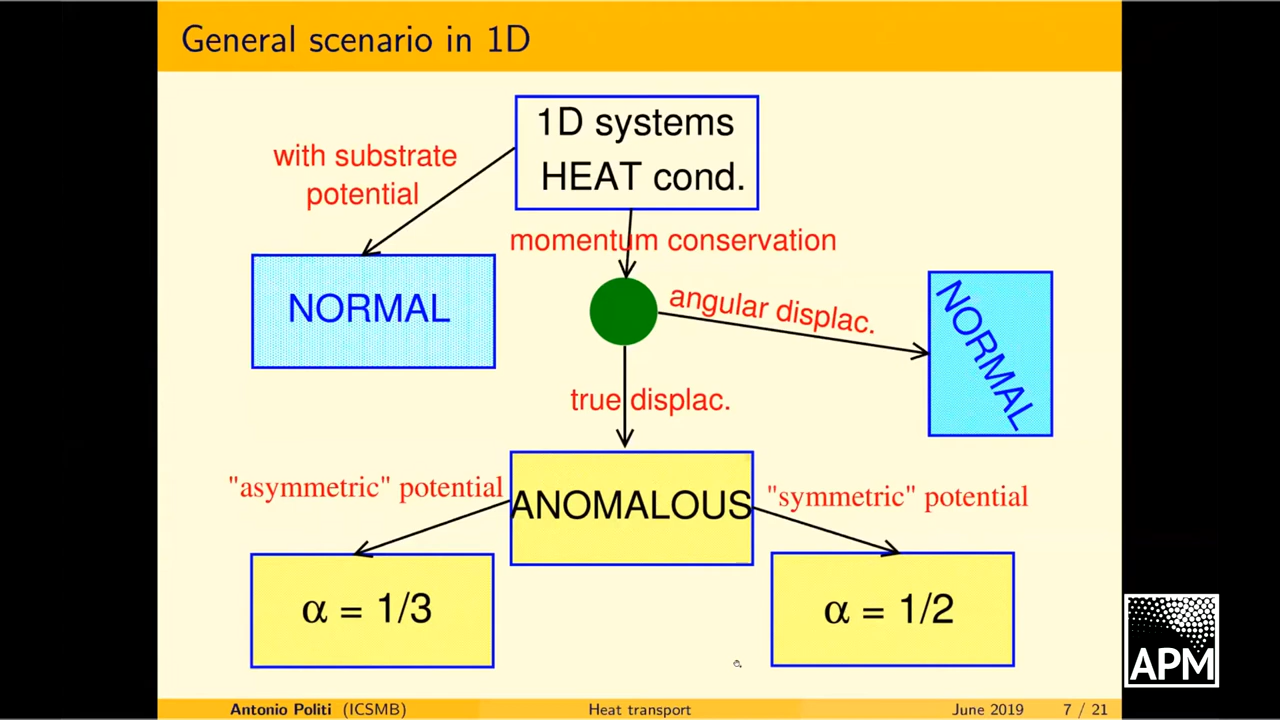 General scenario in 1D
1D systems
HEAT cond.
with substrate
potential
momentum conservation
NORMAL
angular displac.
NORMAL
true displac.
"asymmetric" potential
ANOMALOUS
"symmetric" potential
α = 1/3
α = 1/2
APM
Antonio Politi (ICSMB)
Heat transport
June 2019
7 / 21